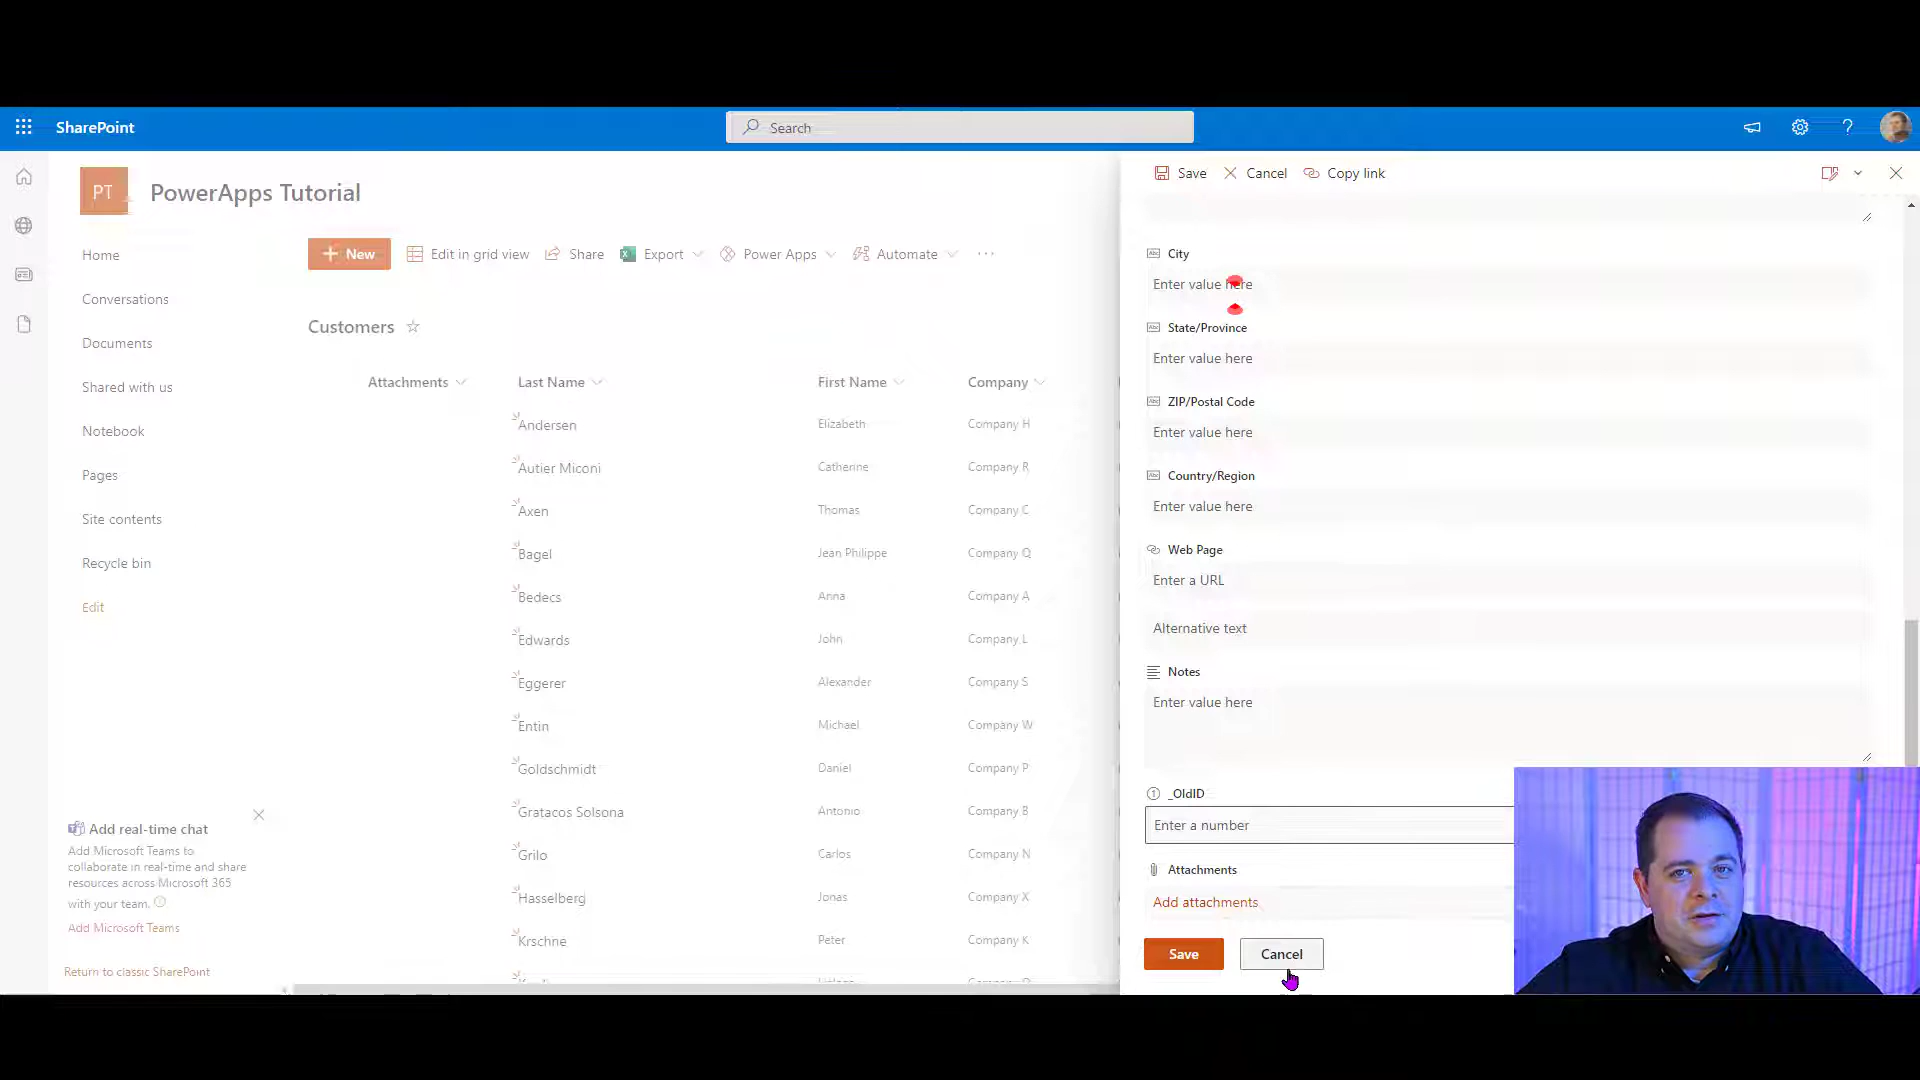 SharePoint
Search
PT
PowerApps Tutorial
Home
Conversations
Documents
Shared with us
Notebook
Pages
Site contents
Recycle bin
Edit
Add real-time chat
Add Microsoft Teams to
collaborate in real-time and share
resources across Microsoft 365
with your team.
Add Microsoft Teams
Return to classic SharePoint
New
Edit in grid view
Share
Export
Power Apps
Automate
Customers
Attachments Last Name First Name Company
Andersen Elizabeth Company H
Autier Miconi Catherine Company R
Axen Thomas Company C
Bagel Jean Philippe Company Q
Bedecs Anna Company A
Edwards John Company L
Eggerer Alexander Company S
Entin Michael Company W
Goldschmidt Daniel Company P
Gratacos Solsona Antonio Company B
Grilo Carlos Company N
Hasselberg Jonas Company X
Krschne Peter Company K
Save
Cancel
Copy link
City
Enter value here
State/Province
Enter value here
ZIP/Postal Code
Enter value here
Country/Region
Enter value here
Web Page
Enter a URL
Alternative text
Notes
Enter value here
_OldID
Enter a number
Attachments
Add attachments
Save
Cancel